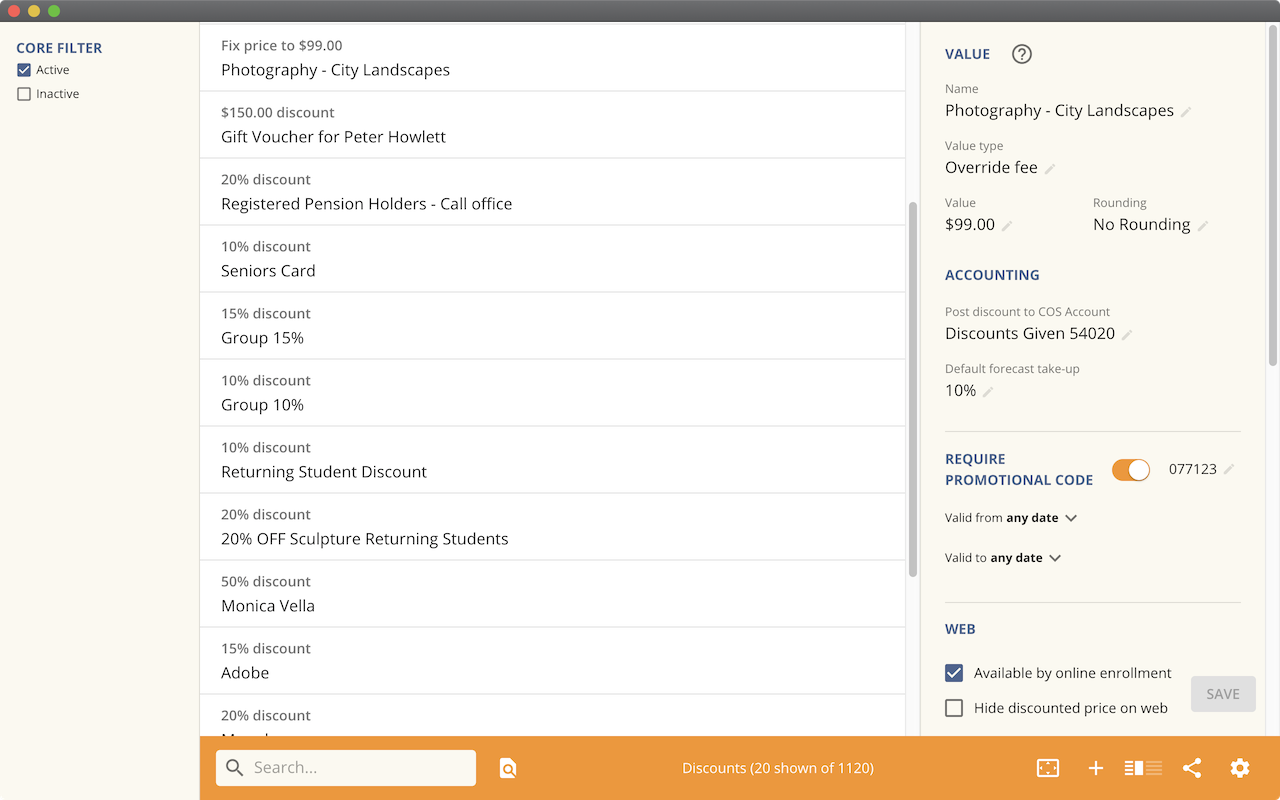 CORE FILTER
Active
Inactive
Fix price to $99.00
Photography - City Landscapes
$150.00 discount
Gift Voucher for Peter Howlett
20% discount
Registered Pension Holders - Call office
10% discount
Seniors Card
15% discount
Group 15%
10% discount
Group 10%
10% discount
Returning Student Discount
20% discount
20% OFF Sculpture Returning Students
50% discount
Monica Vella
15% discount
Adobe
20% discount
VALUE ?
Name
Photography - City Landscapes
Value type
Override fee
Value Rounding
$99.00 No Rounding
ACCOUNTING
Post discount to COS Account
Discounts Given 54020
Default forecast take-up
10%
REQUIRE
PROMOTIONAL CODE 077123
Valid from any date
Valid to any date
WEB
Available by online enrollment
Hide discounted price on web
SAVE
Search...
Discounts (20 shown of 1120)